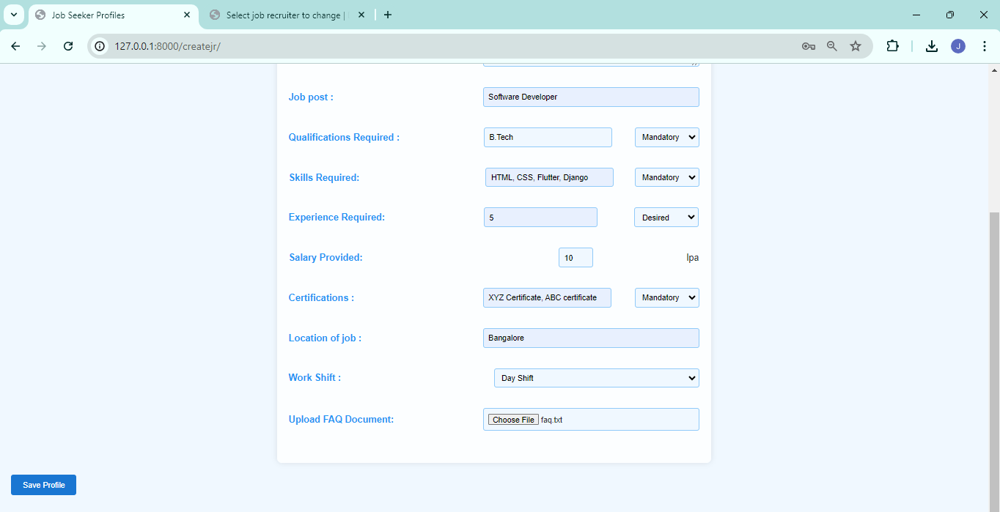 Job Seeker Profiles
Select job recruiter to change |
127.0.0.1:8000/createjr/
J
Job post : Software Developer
Qualifications Required : B.Tech Mandatory
Skills Required: HTML, CSS, Flutter, Django Mandatory
Experience Required: 5 Desired
Salary Provided: 10 lpa
Certifications : XYZ Certificate, ABC certificate Mandatory
Location of job : Bangalore
Work Shift : Day Shift
Upload FAQ Document: Choose File faq.txt
Save Profile